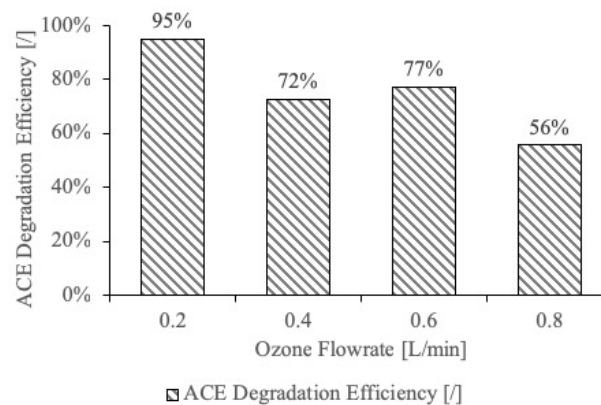 ACE Degradation Efficiency [/]
100%
80%
60%
40%
20%
0%
95%
72%
77%
56%
0.2 0.4 0.6 0.8
Ozone Flowrate [L/min]
ACE Degradation Efficiency [/]